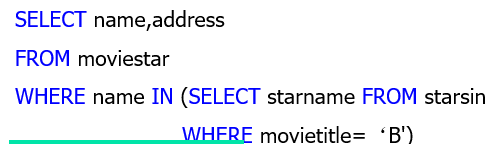 SELECT name,address
FROM moviestar
WHERE name IN (SELECT starname FROM starsin
WHERE movietitle= ‘B')